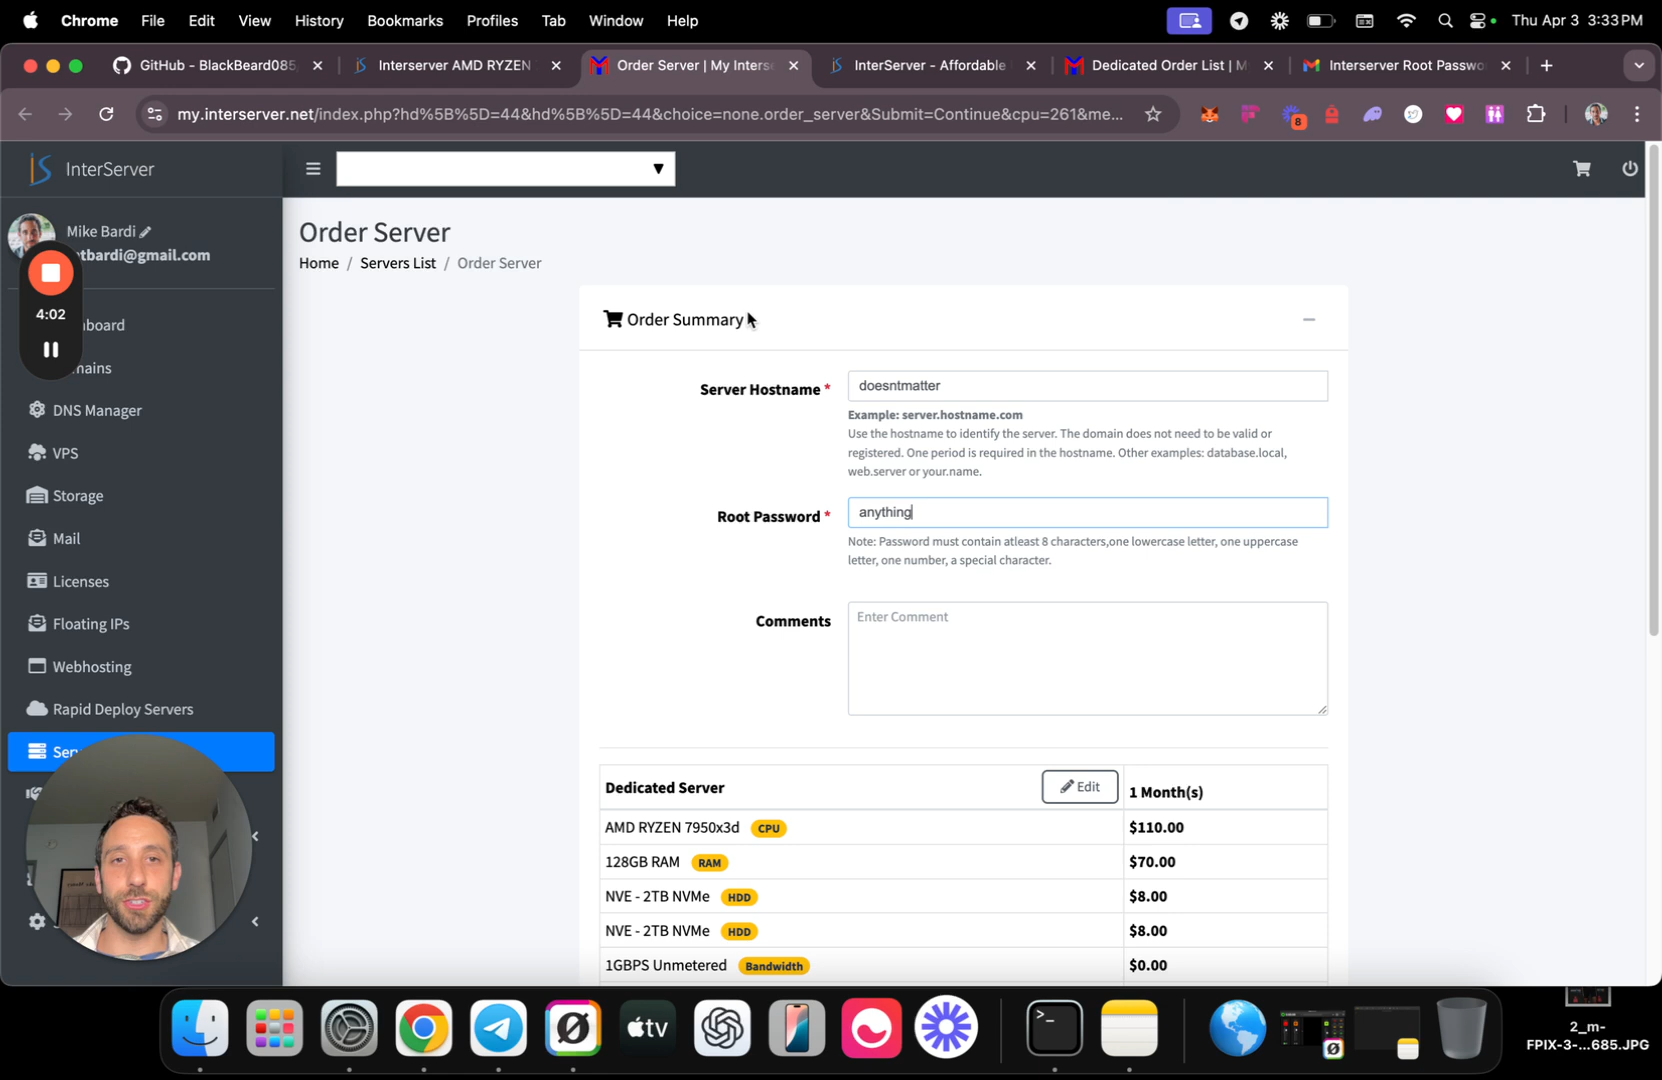 Chrome File Edit View History Bookmarks Profiles Tab Window Help Thu Apr 3 3:33 PM
GitHub - BlackBeard085 Interserver AMD RYZEN Order Server | My Inters InterServer - Affordable Dedicated Order List | M Interserver Root Passwo
my.interserver.net/index.php?hd%5B%5D=44&hd%5B%5D=44&choice=none.order_server&Submit=Continue&cpu=261&me... 8
InterServer
Mike Bardi
tbardi@gmail.com
4:02
board
mains
DNS Manager
VPS
Storage
Mail
Licenses
Floating IPs
Webhosting
Rapid Deploy Servers
Ser
Order Server
Home / Servers List / Order Server
Order Summary
Server Hostname *
doesntmatter
Example: server.hostname.com
Use the hostname to identify the server. The domain does not need to be valid or
registered. One period is required in the hostname. Other examples: database.local,
web.server or your.name.
Root Password *
anything
Note: Password must contain atleast 8 characters,one lowercase letter, one uppercase
letter, one number, a special character.
Comments
Enter Comment
Dedicated Server Edit 1 Month(s)
AMD RYZEN 7950x3d CPU $110.00
128GB RAM RAM $70.00
NVE - 2TB NVMe HDD $8.00
NVE - 2TB NVMe HDD $8.00
1GBPS Unmetered Bandwidth $0.00
tv
2_m-
FPIX-3-...685.JPG